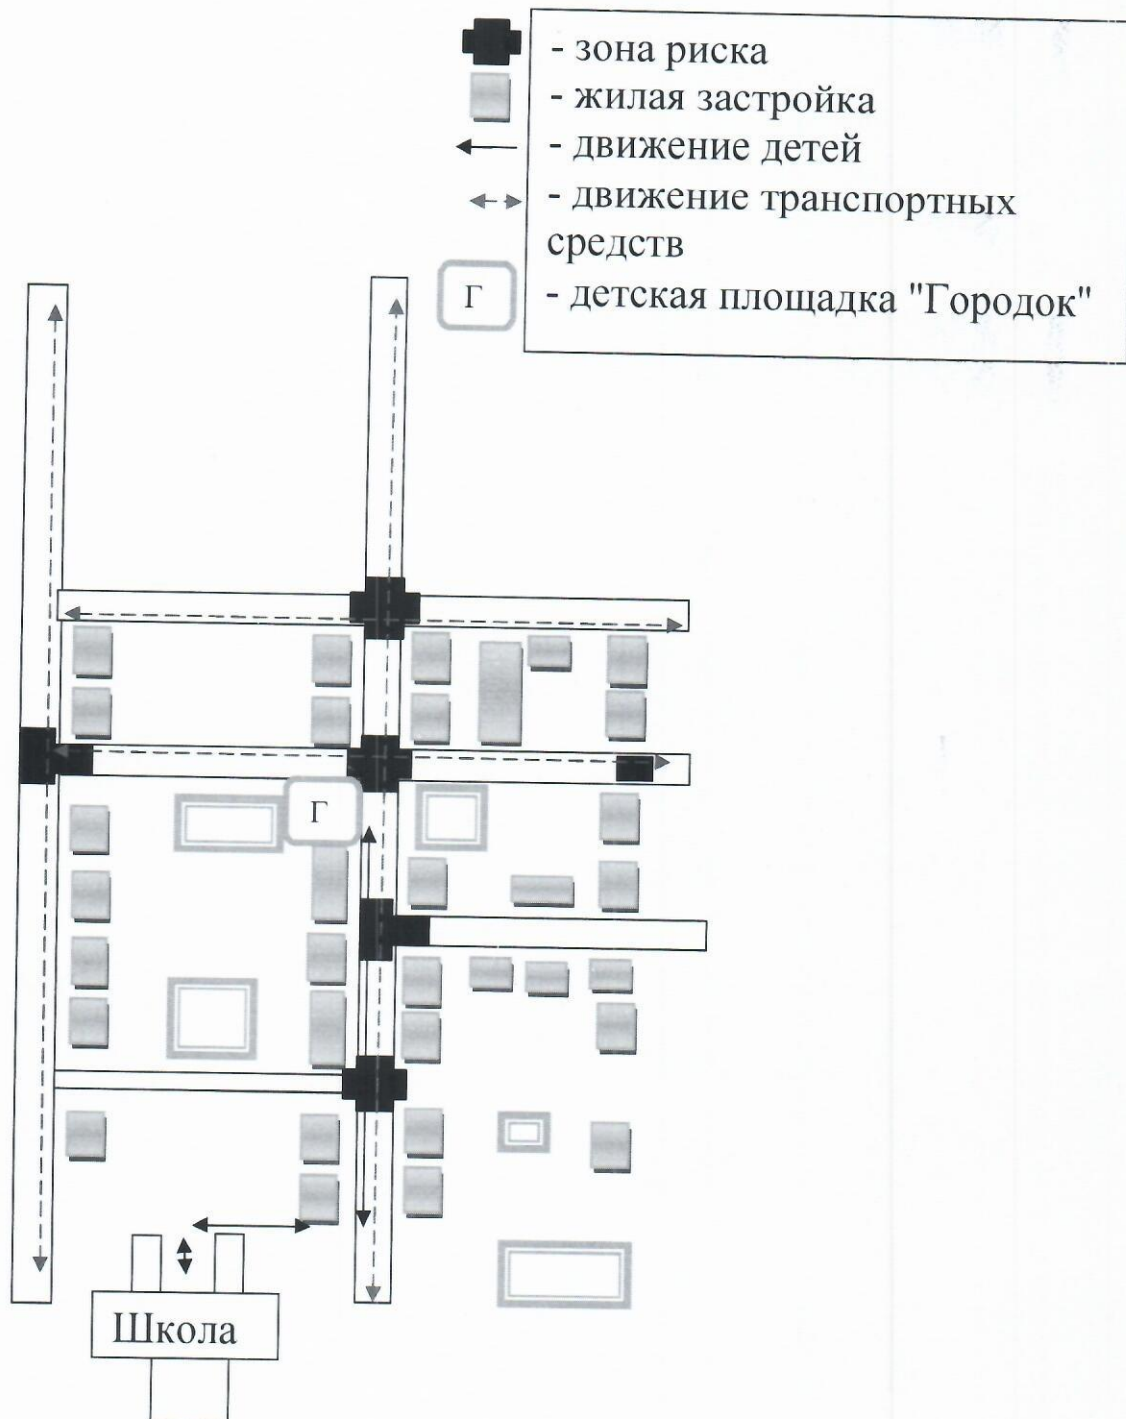 - зона риска
- жилая застройка
- движение детей
- движение транспортных
средств
Г
- детская площадка "Городок"
Г
Школа